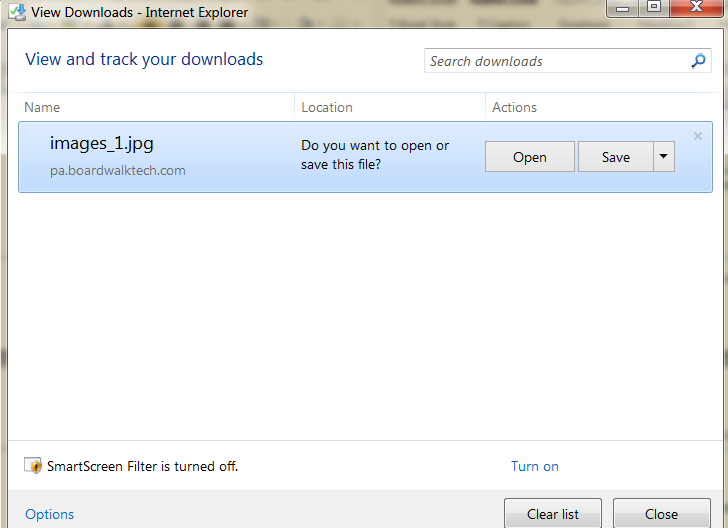 View Downloads - Internet Explorer
View and track your downloads
Search downloads
Name Location Actions
images_1.jpg
pa.boardwalktech.com
Do you want to open or
save this file?
Open Save
SmartScreen Filter is turned off. Turn on
Options Clear list Close